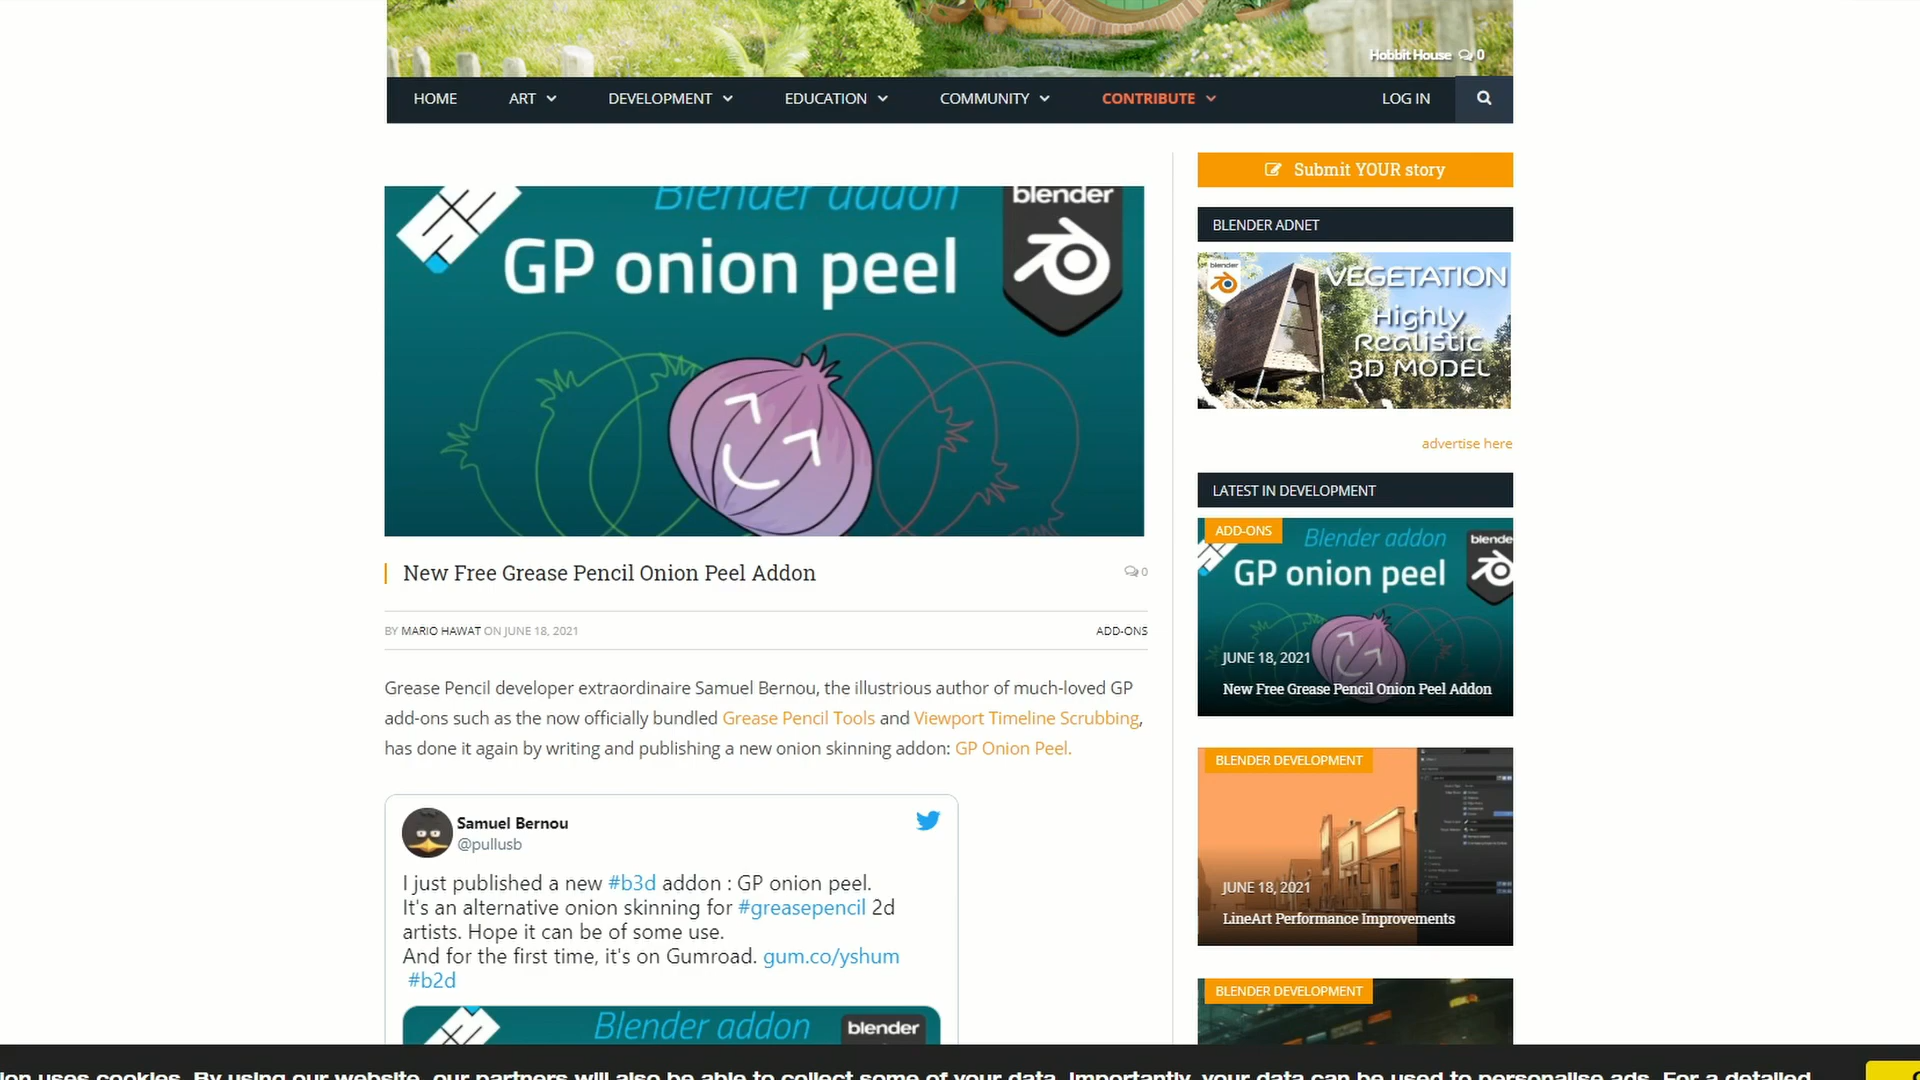 Hobbit House 0
HOME ART DEVELOPMENT EDUCATION COMMUNITY CONTRIBUTE LOG IN
Blender addon
blender
GP onion peel
New Free Grease Pencil Onion Peel Addon
0
BY MARIO HAWAT ON JUNE 18, 2021
ADD-ONS
Grease Pencil developer extraordinaire Samuel Bernou, the illustrious author of much-loved GP
add-ons such as the now officially bundled Grease Pencil Tools and Viewport Timeline Scrubbing,
has done it again by writing and publishing a new onion skinning addon: GP Onion Peel.
Samuel Bernou
@pullusb
I just published a new #b3d addon : GP onion peel.
It's an alternative onion skinning for #greasepencil 2d
artists. Hope it can be of some use.
And for the first time, it's on Gumroad. gum.co/yshum
#b2d
Blender addon
blender
Submit YOUR story
BLENDER ADNET
blender
VEGETATION
Highly
Realistic
3D MODEL
advertise here
LATEST IN DEVELOPMENT
ADD-ONS
Blender addon
blende
GP onion peel
JUNE 18, 2021
New Free Grease Pencil Onion Peel Addon
BLENDER DEVELOPMENT
JUNE 18, 2021
LineArt Performance Improvements
BLENDER DEVELOPMENT
ion uses cookies. By using our website, our partners will also be able to collect some of your data. Importantly, your data can be used to personalise ads. For a detailed